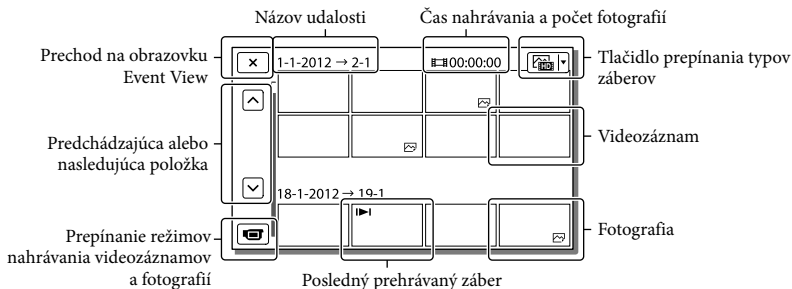 Názov udalosti
Čas nahrávania a počet fotografií
Prechod na obrazovku
Event View
1-1-2012 → 2-1
00:00:00
HD
Tlačidlo prepínania typov
záberov
Predchádzajúca alebo
nasledujúca položka
Videozáznam
18-1-2012 → 19-1
Prepínanie režimov
nahrávania videozáznamov
a fotografií
Fotografia
Posledný prehrávaný záber